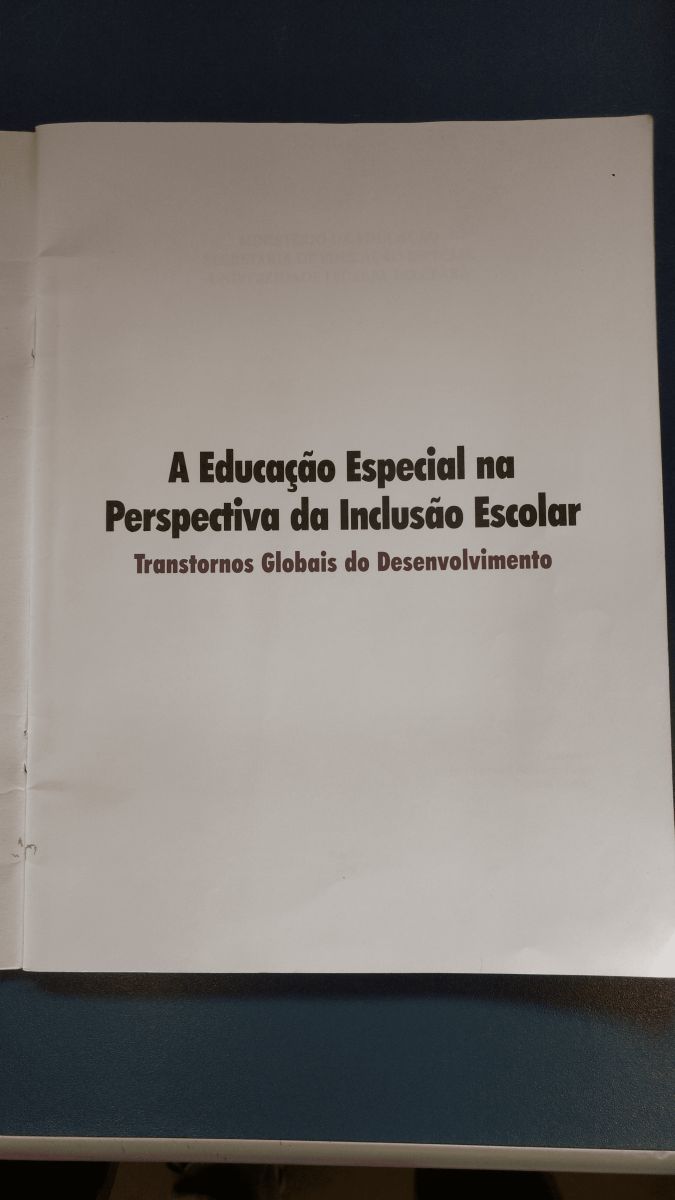 A Educação Especial na
Perspectiva da Inclusão Escolar
Transtornos Globais do Desenvolvimento